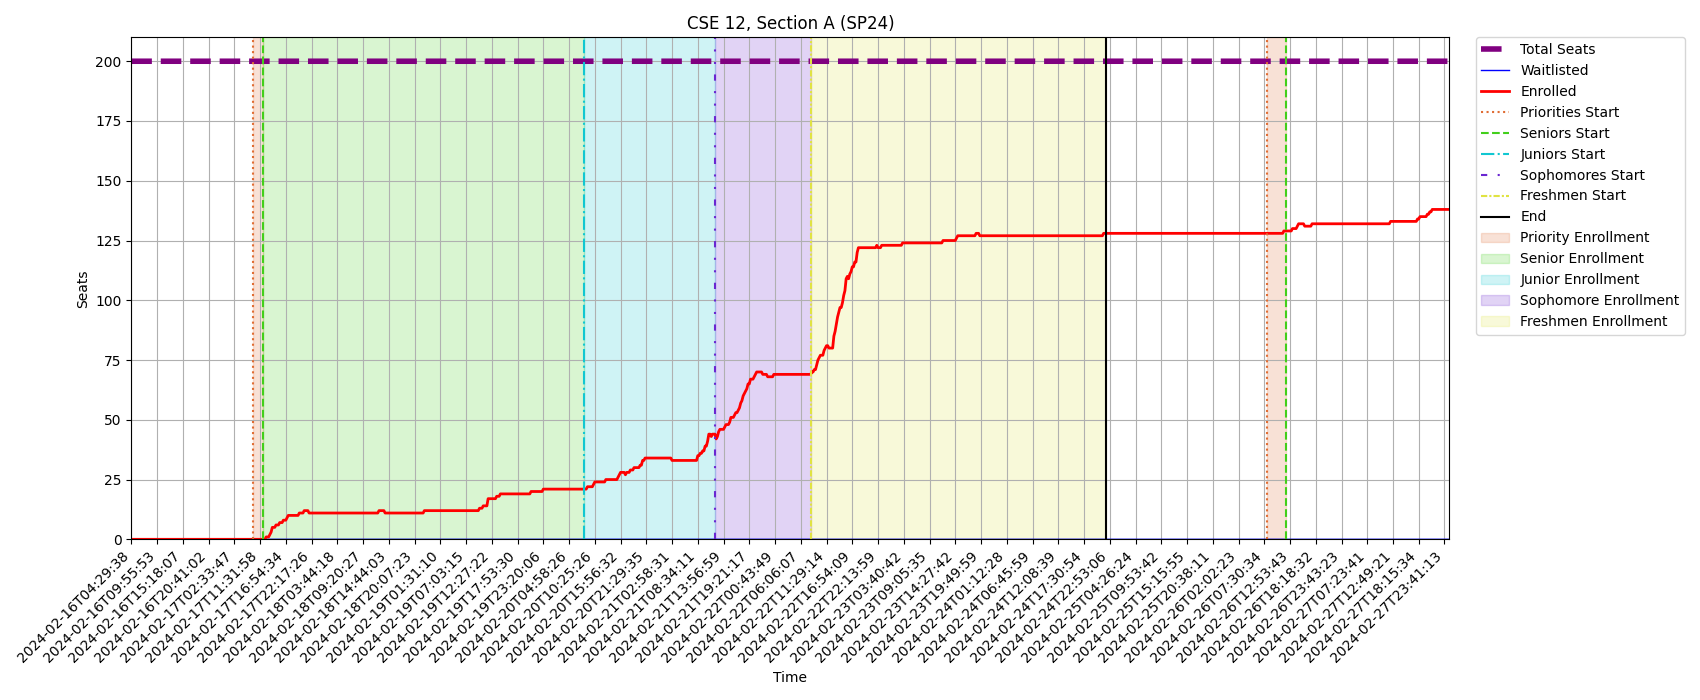 CSE 12, Section A (SP24)
Seats
200
175
150
125
100
75
50
25
0
2024-02-16T04:29:38
2024-02-16T09:55:53
2024-02-16T15:18:07
2024-02-16T20:41:02
2024-02-17T02:33:47
2024-02-17T11:31:58
2024-02-17T16:54:34
2024-02-17T22:17:26
2024-02-18T03:44:18
2024-02-18T09:20:27
2024-02-18T14:44:03
2024-02-18T20:07:23
2024-02-19T01:31:10
2024-02-19T07:03:15
2024-02-19T12:27:22
2024-02-19T17:53:30
2024-02-19T23:20:06
2024-02-20T04:58:26
2024-02-20T10:25:26
2024-02-20T15:56:32
2024-02-20T21:29:35
2024-02-21T02:58:31
2024-02-21T08:34:11
2024-02-21T13:56:59
2024-02-21T19:21:17
2024-02-22T00:43:49
2024-02-22T06:06:07
2024-02-22T11:29:14
2024-02-22T16:54:09
2024-02-22T22:13:59
2024-02-23T03:40:42
2024-02-23T09:05:35
2024-02-23T14:27:42
2024-02-23T19:49:59
2024-02-24T01:12:28
2024-02-24T06:45:59
2024-02-24T12:08:39
2024-02-24T17:30:54
2024-02-24T22:53:06
2024-02-25T04:26:24
2024-02-25T09:53:42
2024-02-25T15:15:55
2024-02-25T20:38:11
2024-02-26T02:02:23
2024-02-26T07:30:34
2024-02-26T12:53:43
2024-02-26T18:18:32
2024-02-26T23:43:23
2024-02-27T07:23:41
2024-02-27T12:49:21
2024-02-27T18:15:34
2024-02-27T23:41:13
Time
Total Seats
Waitlisted
Enrolled
Priorities Start
Seniors Start
Juniors Start
Sophomores Start
Freshmen Start
End
Priority Enrollment
Senior Enrollment
Junior Enrollment
Sophomore Enrollment
Freshmen Enrollment